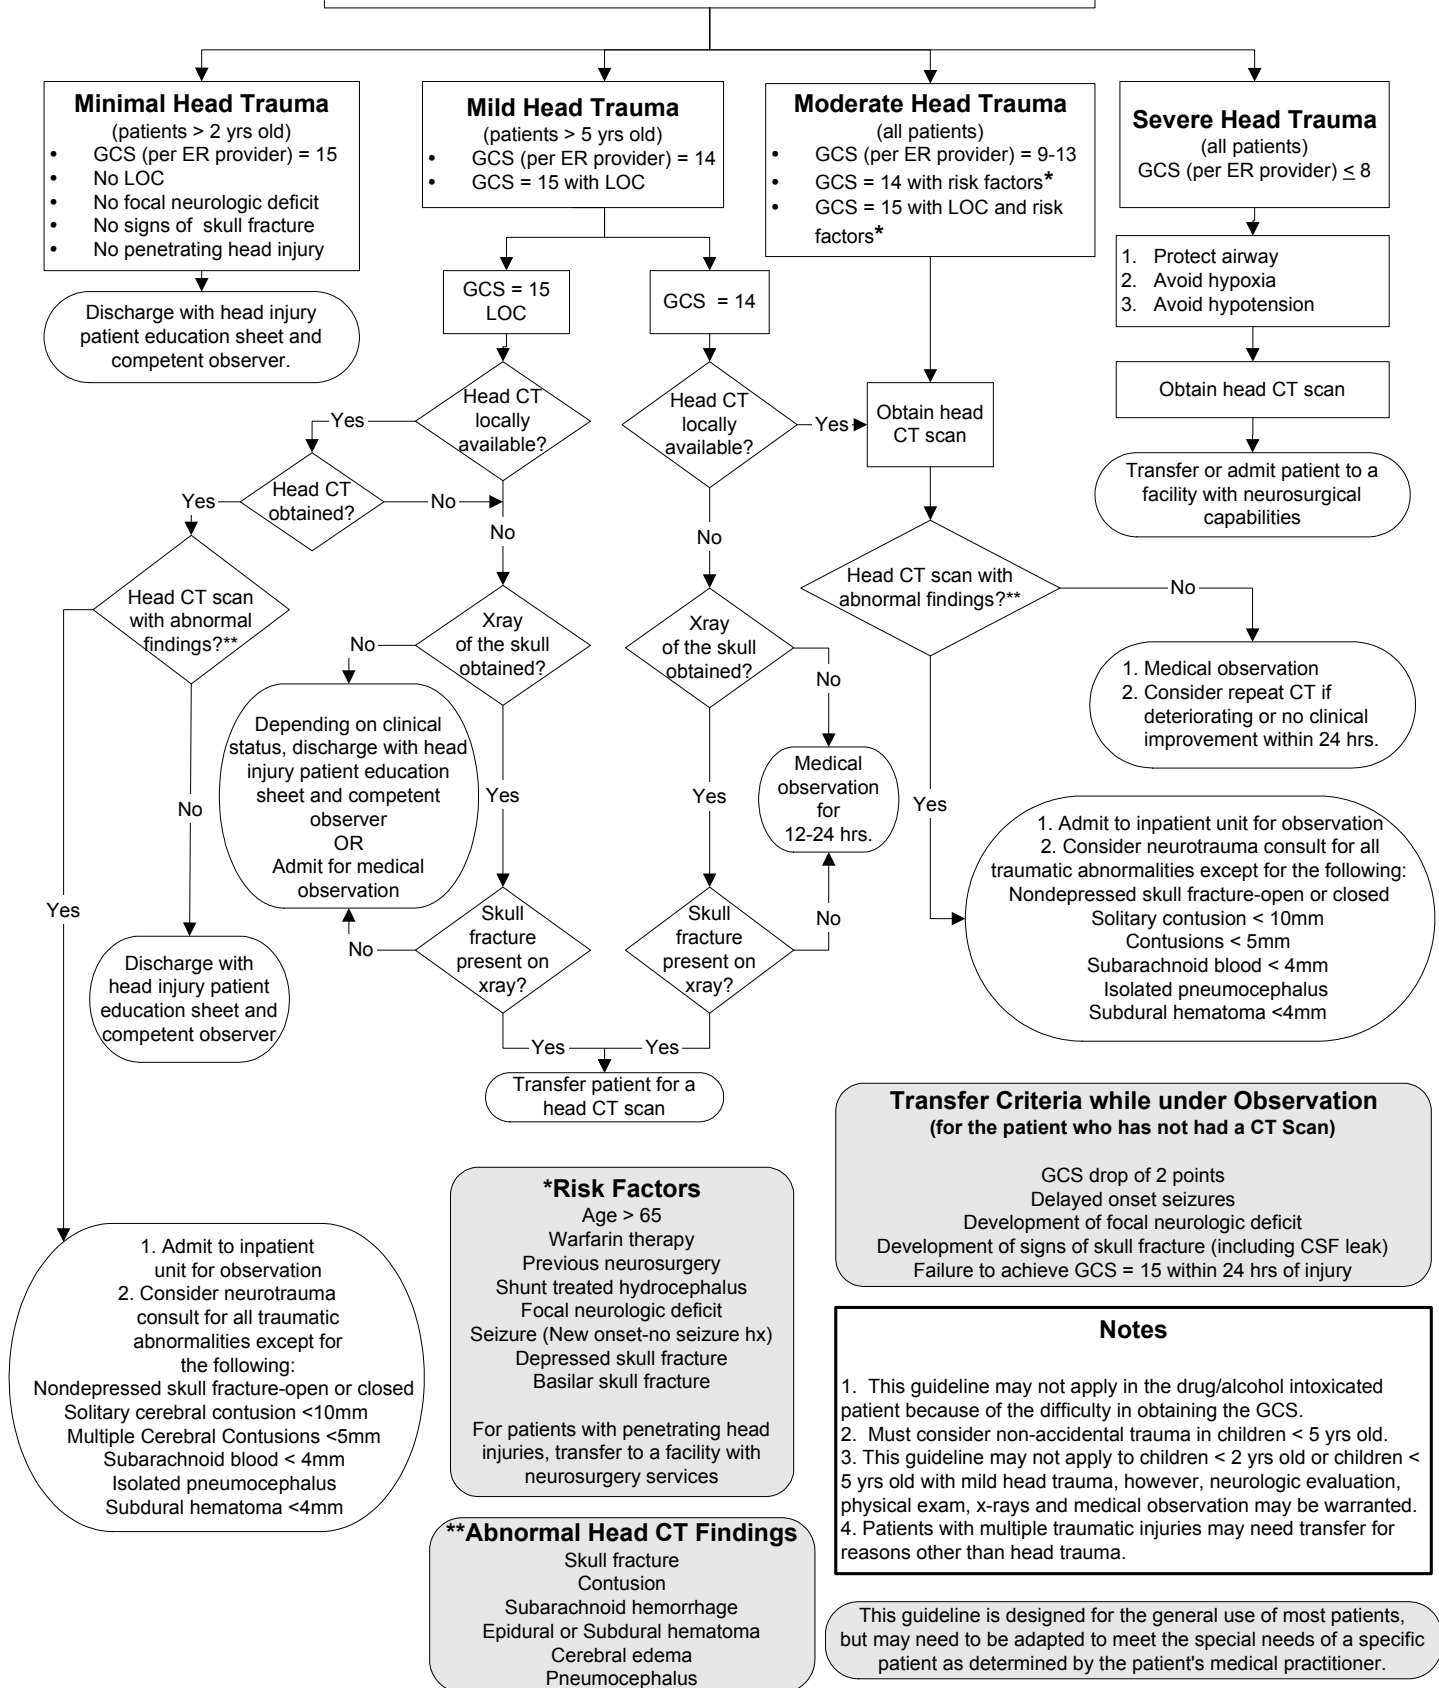 Minimal Head Trauma
(patients > 2 yrs old)
• GCS (per ER provider) = 15
• No LOC
• No focal neurologic deficit
• No signs of skull fracture
• No penetrating head injury
Discharge with head injury
patient education sheet and
competent observer.
Mild Head Trauma
(patients > 5 yrs old)
• GCS (per ER provider) = 14
• GCS = 15 with LOC
Moderate Head Trauma
(all patients)
• GCS (per ER provider) = 9-13
• GCS = 14 with risk factors*
• GCS = 15 with LOC and risk
factors*
Severe Head Trauma
(all patients)
GCS (per ER provider) ≤ 8
1. Protect airway
2. Avoid hypoxia
3. Avoid hypotension
Obtain head CT scan
Transfer or admit patient to a
facility with neurosurgical
capabilities
GCS = 15
LOC
GCS = 14
Head CT
locally
available?
Yes
No
Head CT
obtained?
Yes
No
Head CT
locally
available?
Yes
No
Obtain head
CT scan
Head CT scan
with abnormal
findings?**
Yes
No
Xray
of the skull
obtained?
No
Yes
Xray
of the skull
obtained?
No
Yes
Head CT scan with
abnormal findings?**
No
Yes
1. Medical observation
2. Consider repeat CT if
deteriorating or no clinical
improvement within 24 hrs.
Depending on clinical
status, discharge with head
injury patient education
sheet and competent
observer
OR
Admit for medical
observation
Medical
observation
for
12-24 hrs.
1. Admit to inpatient unit for observation
2. Consider neurotrauma consult for all
traumatic abnormalities except for the following:
Nondepressed skull fracture-open or closed
Solitary contusion < 10mm
Contusions < 5mm
Subarachnoid blood < 4mm
Isolated pneumocephalus
Subdural hematoma <4mm
Discharge with
head injury patient
education sheet and
competent observer
Skull
fracture
present on
xray?
No
Yes
Skull
fracture
present on
xray?
No
Yes
Transfer patient for a
head CT scan
Transfer Criteria while under Observation
(for the patient who has not had a CT Scan)
GCS drop of 2 points
Delayed onset seizures
Development of focal neurologic deficit
Development of signs of skull fracture (including CSF leak)
Failure to achieve GCS = 15 within 24 hrs of injury
*Risk Factors
Age > 65
Warfarin therapy
Previous neurosurgery
Shunt treated hydrocephalus
Focal neurologic deficit
Seizure (New onset-no seizure hx)
Depressed skull fracture
Basilar skull fracture
For patients with penetrating head
injuries, transfer to a facility with
neurosurgery services
1. Admit to inpatient
unit for observation
2. Consider neurotrauma
consult for all traumatic
abnormalities except for
the following:
Nondepressed skull fracture-open or closed
Solitary cerebral contusion <10mm
Multiple Cerebral Contusions <5mm
Subarachnoid blood < 4mm
Isolated pneumocephalus
Subdural hematoma <4mm
Notes
1. This guideline may not apply in the drug/alcohol intoxicated
patient because of the difficulty in obtaining the GCS.
2. Must consider non-accidental trauma in children < 5 yrs old.
3. This guideline may not apply to children < 2 yrs old or children <
5 yrs old with mild head trauma, however, neurologic evaluation,
physical exam, x-rays and medical observation may be warranted.
4. Patients with multiple traumatic injuries may need transfer for
reasons other than head trauma.
**Abnormal Head CT Findings
Skull fracture
Contusion
Subarachnoid hemorrhage
Epidural or Subdural hematoma
Cerebral edema
Pneumocephalus
This guideline is designed for the general use of most patients,
but may need to be adapted to meet the special needs of a specific
patient as determined by the patient's medical practitioner.